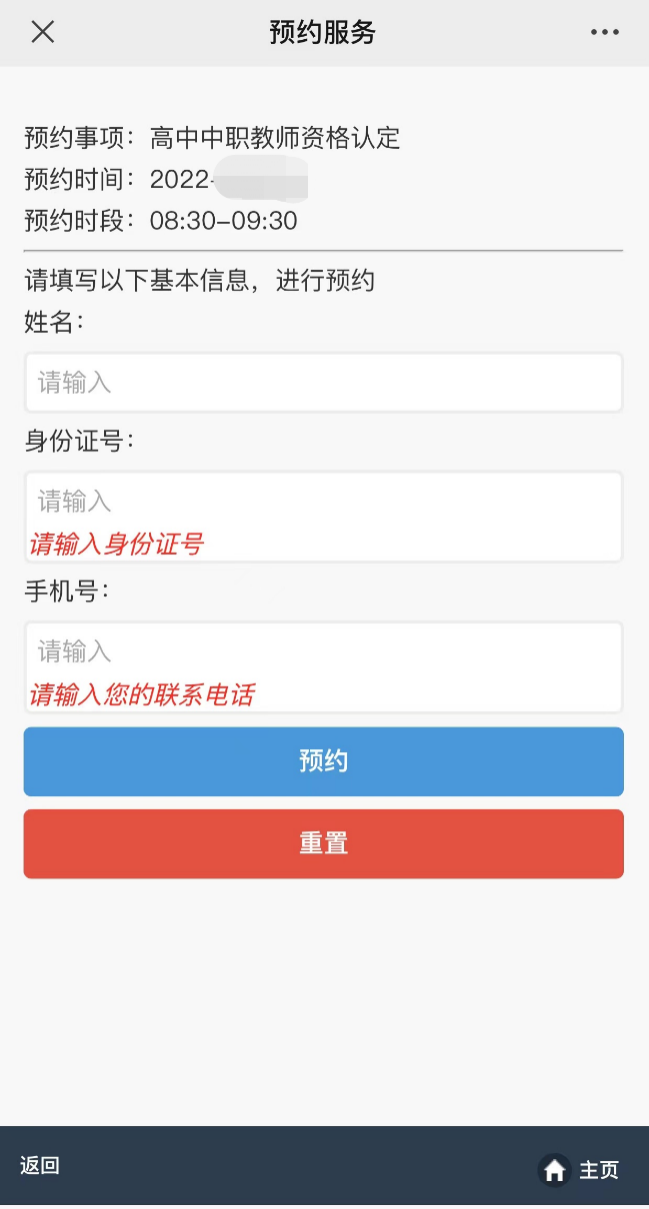 预约服务
预约事项：高中中职教师资格认定
预约时间：2022-
预约时段：08:30-09:30
请填写以下基本信息，进行预约
姓名：
请输入
身份证号：
请输入
请输入身份证号
手机号：
请输入
请输入您的联系电话
预约
重置
返回
主页